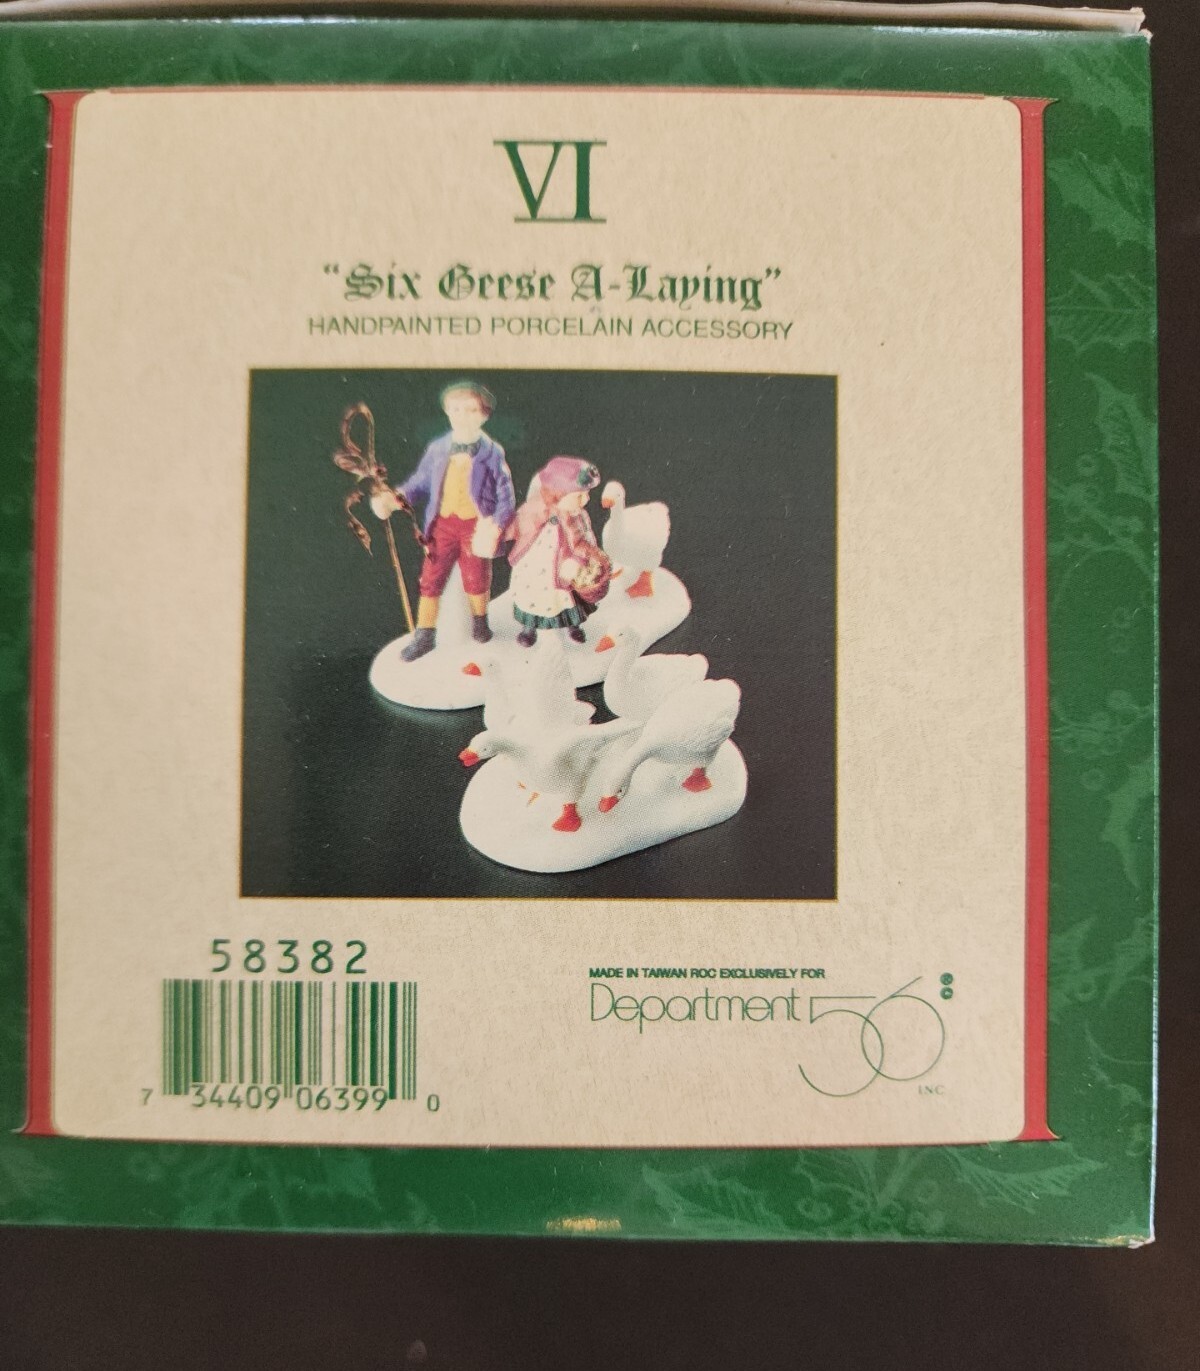 VI
“Six Geese A-Laying”
HANDPAINTED PORCELAIN ACCESSORY
58382
7 34409 06399 0
MADE IN TAIWAN ROC EXCLUSIVELY FOR
Department 56 ® ©
INC.